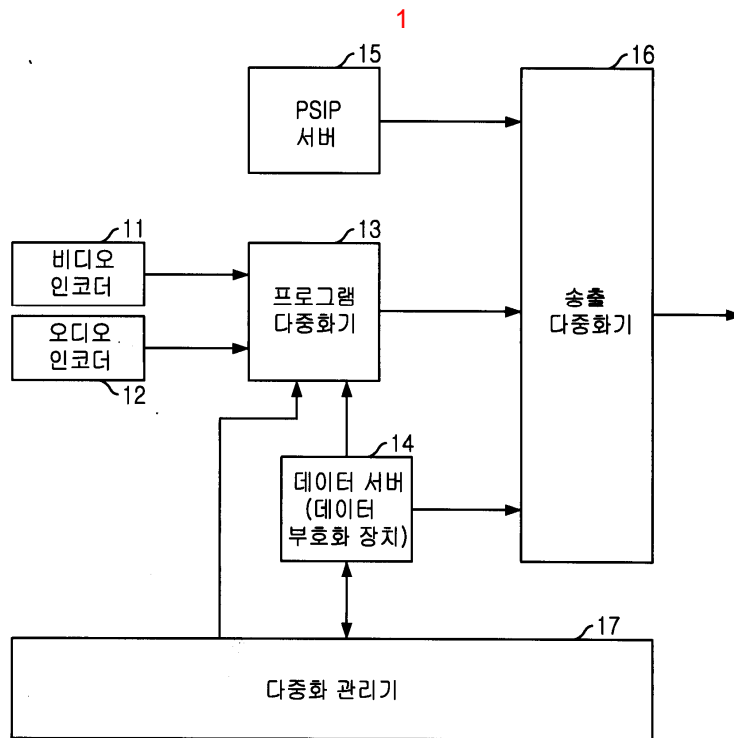 1
15
PSIP
서버
16
송출
다중화기
11
비디오
인코더
13
프로그램
다중화기
오디오
인코더
12
14
데이터 서버
(데이터
부호화 장치)
17
다중화 관리기